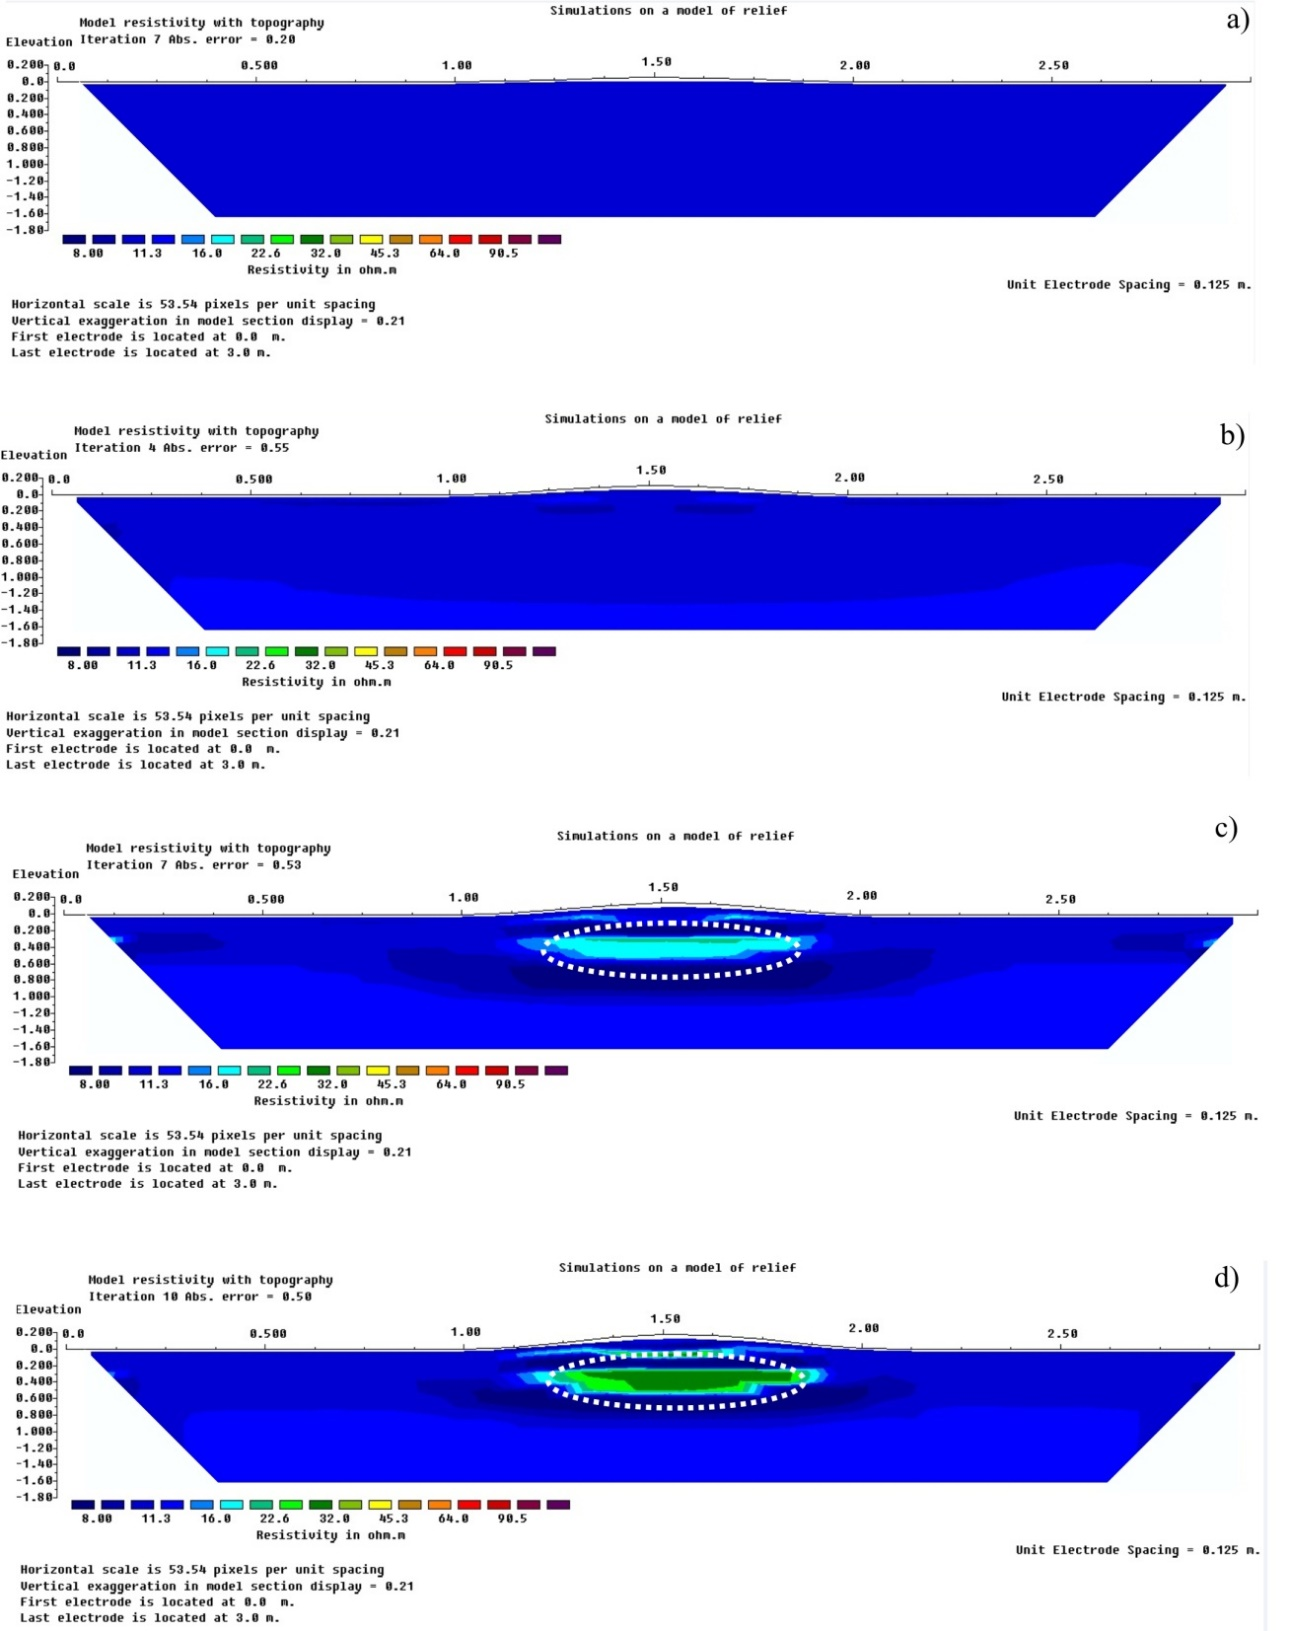 Simulations on a model of relief
a)
Model resistivity with topography
Iteration 7 Abs. error = 0.20
Elevation
0.0 0.500 1.00 1.50 2.00 2.50
0.200
0.0
0.200
0.400
0.600
0.800
1.000
-1.20
-1.40
-1.60
-1.80
8.00 11.3 16.0 22.6 32.0 45.3 64.0 90.5
Resistivity in ohm.m
Unit Electrode Spacing = 0.125 m.
Horizontal scale is 53.54 pixels per unit spacing
Vertical exaggeration in model section display = 0.21
First electrode is located at 0.0 m.
Last electrode is located at 3.0 m.
Simulations on a model of relief
b)
Model resistivity with topography
Iteration 4 Abs. error = 0.55
Elevation
0.0 0.500 1.00 1.50 2.00 2.50
0.200
0.0
0.200
0.400
0.600
0.800
1.000
-1.20
-1.40
-1.60
-1.80
8.00 11.3 16.0 22.6 32.0 45.3 64.0 90.5
Resistivity in ohm.m
Unit Electrode Spacing = 0.125 m.
Horizontal scale is 53.54 pixels per unit spacing
Vertical exaggeration in model section display = 0.21
First electrode is located at 0.0 m.
Last electrode is located at 3.0 m.
Simulations on a model of relief
c)
Model resistivity with topography
Iteration 7 Abs. error = 0.53
Elevation
0.0 0.500 1.00 1.50 2.00 2.50
0.200
0.0
0.200
0.400
0.600
0.800
1.000
-1.20
-1.40
-1.60
-1.80
8.00 11.3 16.0 22.6 32.0 45.3 64.0 90.5
Resistivity in ohm.m
Unit Electrode Spacing = 0.125 m.
Horizontal scale is 53.54 pixels per unit spacing
Vertical exaggeration in model section display = 0.21
First electrode is located at 0.0 m.
Last electrode is located at 3.0 m.
Simulations on a model of relief
d)
Model resistivity with topography
Iteration 10 Abs. error = 0.50
Elevation
0.0 0.500 1.00 1.50 2.00 2.50
0.200
0.0
0.200
0.400
0.600
0.800
1.000
-1.20
-1.40
-1.60
-1.80
8.00 11.3 16.0 22.6 32.0 45.3 64.0 90.5
Resistivity in ohm.m
Unit Electrode Spacing = 0.125 m.
Horizontal scale is 53.54 pixels per unit spacing
Vertical exaggeration in model section display = 0.21
First electrode is located at 0.0 m.
Last electrode is located at 3.0 m.